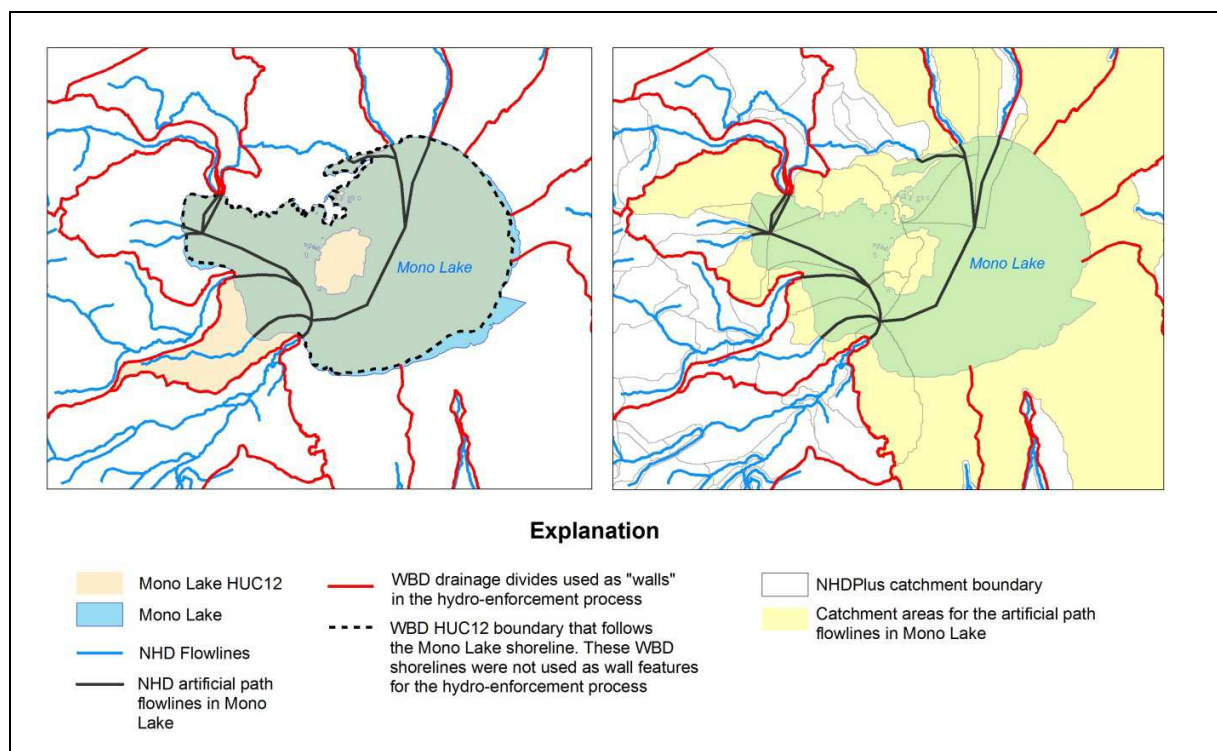 Mono Lake
Mono Lake
Explanation
Mono Lake HUC12
Mono Lake
NHD Flowlines
NHD artificial path
flowlines in Mono
Lake
WBD drainage divides used as "walls"
in the hydro-enforcement process
WBD HUC12 boundary that follows
the Mono Lake shoreline. These WBD
shorelines were not used as wall features
for the hydro-enforcement process
NHDPlus catchment boundary
Catchment areas for the artificial path
flowlines in Mono Lake